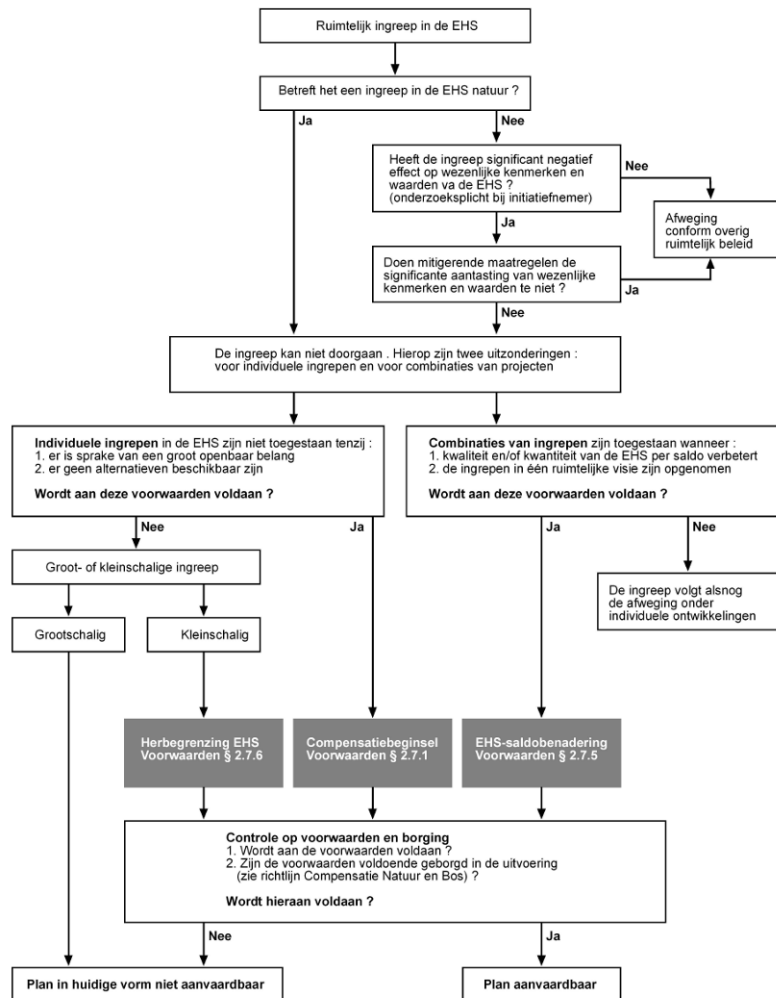 Ruimtelijk ingreep in de EHS
Betreft het een ingreep in de EHS natuur ?
Ja
Nee
Heeft de ingreep significant negatief
effect op wezenlijke kenmerken en
waarden va de EHS ?
(onderzoeksplicht bij initiatiefnemer)
Nee
Ja
Afweging
conform overig
ruimtelijk beleid
Doen mitigerende maatregelen de
significante aantasting van wezenlijke
kenmerken en waarden te niet ?
Ja
Nee
De ingreep kan niet doorgaan . Hierop zijn twee uitzonderingen :
voor individuele ingrepen en voor combinaties van projecten
Individuele ingrepen in de EHS zijn niet toegestaan tenzij :
1. er is sprake van een groot openbaar belang
2. er geen alternatieven beschikbaar zijn
Wordt aan deze voorwaarden voldaan ?
Combinaties van ingrepen zijn toegestaan wanneer :
1. kwaliteit en/of kwantiteit van de EHS per saldo verbetert
2. de ingrepen in één ruimtelijke visie zijn opgenomen
Wordt aan deze voorwaarden voldaan ?
Nee
Ja
Ja
Nee
Groot- of kleinschalige ingreep
De ingreep volgt alsnog
de afweging onder
individuele ontwikkelingen
Grootschalig
Kleinschalig
Herbegrenzing EHS
Voorwaarden § 2.7.6
Compensatiebeginsel
Voorwaarden § 2.7.1
EHS-saldobenadering
Voorwaarden § 2.7.5
Controle op voorwaarden en borging
1. Wordt aan de voorwaarden voldaan ?
2. Zijn de voorwaarden voldoende geborgd in de uitvoering
(zie richtlijn Compensatie Natuur en Bos) ?
Wordt hieraan voldaan ?
Nee
Ja
Plan in huidige vorm niet aanvaardbaar
Plan aanvaardbaar